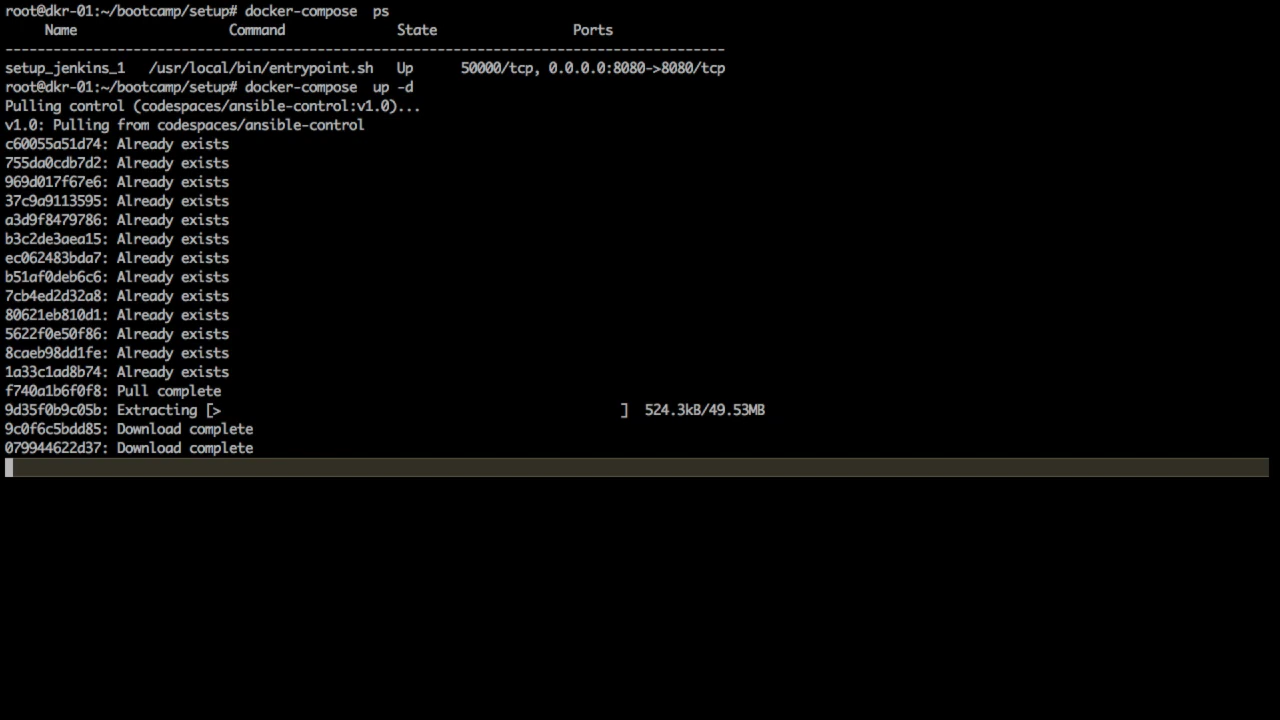 root@dkr-01:~/bootcamp/setup# docker-compose  ps
     Name                   Command              State                 Ports
------------------------------------------------------------------------------------------
setup_jenkins_1   /usr/local/bin/entrypoint.sh   Up      50000/tcp, 0.0.0.0:8080->8080/tcp
root@dkr-01:~/bootcamp/setup# docker-compose  up -d
Pulling control (codespaces/ansible-control:v1.0)...
v1.0: Pulling from codespaces/ansible-control
c60055a51d74: Already exists
755da0cdb7d2: Already exists
969d017f67e6: Already exists
37c9a9113595: Already exists
a3d9f8479786: Already exists
b3c2de3aea15: Already exists
ec062483bda7: Already exists
b51af0deb6c6: Already exists
7cb4ed2d32a8: Already exists
80621eb810d1: Already exists
5622f0e50f86: Already exists
8caeb98dd1fe: Already exists
1a33c1ad8b74: Already exists
f740a1b6f0f8: Pull complete
9d35f0b9c05b: Extracting [>                                                  ]  524.3kB/49.53MB
9c0f6c5bdd85: Download complete
079944622d37: Download complete